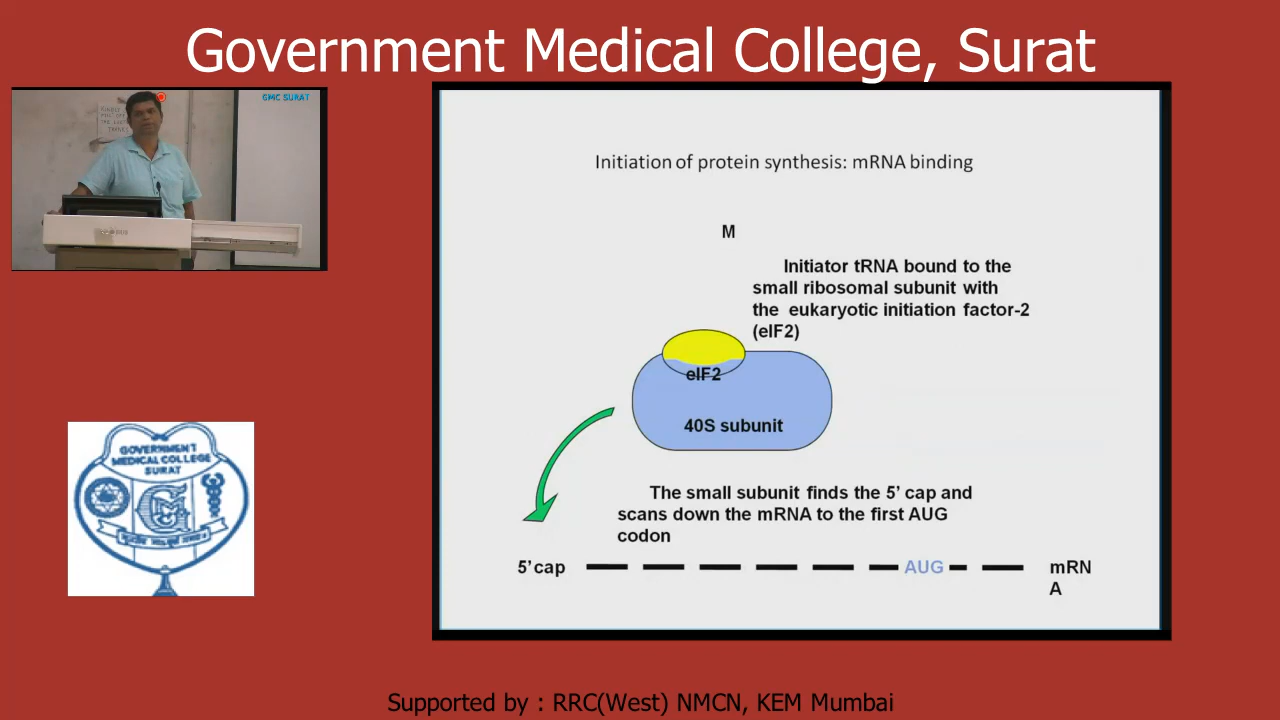 Government Medical College, Surat
GMC SURAT
Initiation of protein synthesis: mRNA binding
M
Initiator tRNA bound to the
small ribosomal subunit with
the eukaryotic initiation factor-2
(eIF2)
eIF2
40S subunit
The small subunit finds the 5' cap and
scans down the mRNA to the first AUG
codon
5' cap
AUG
mRN
A
GOVERNMENT
MEDICAL COLLEGE
SURAT
Supported by : RRC(West) NMCN, KEM Mumbai